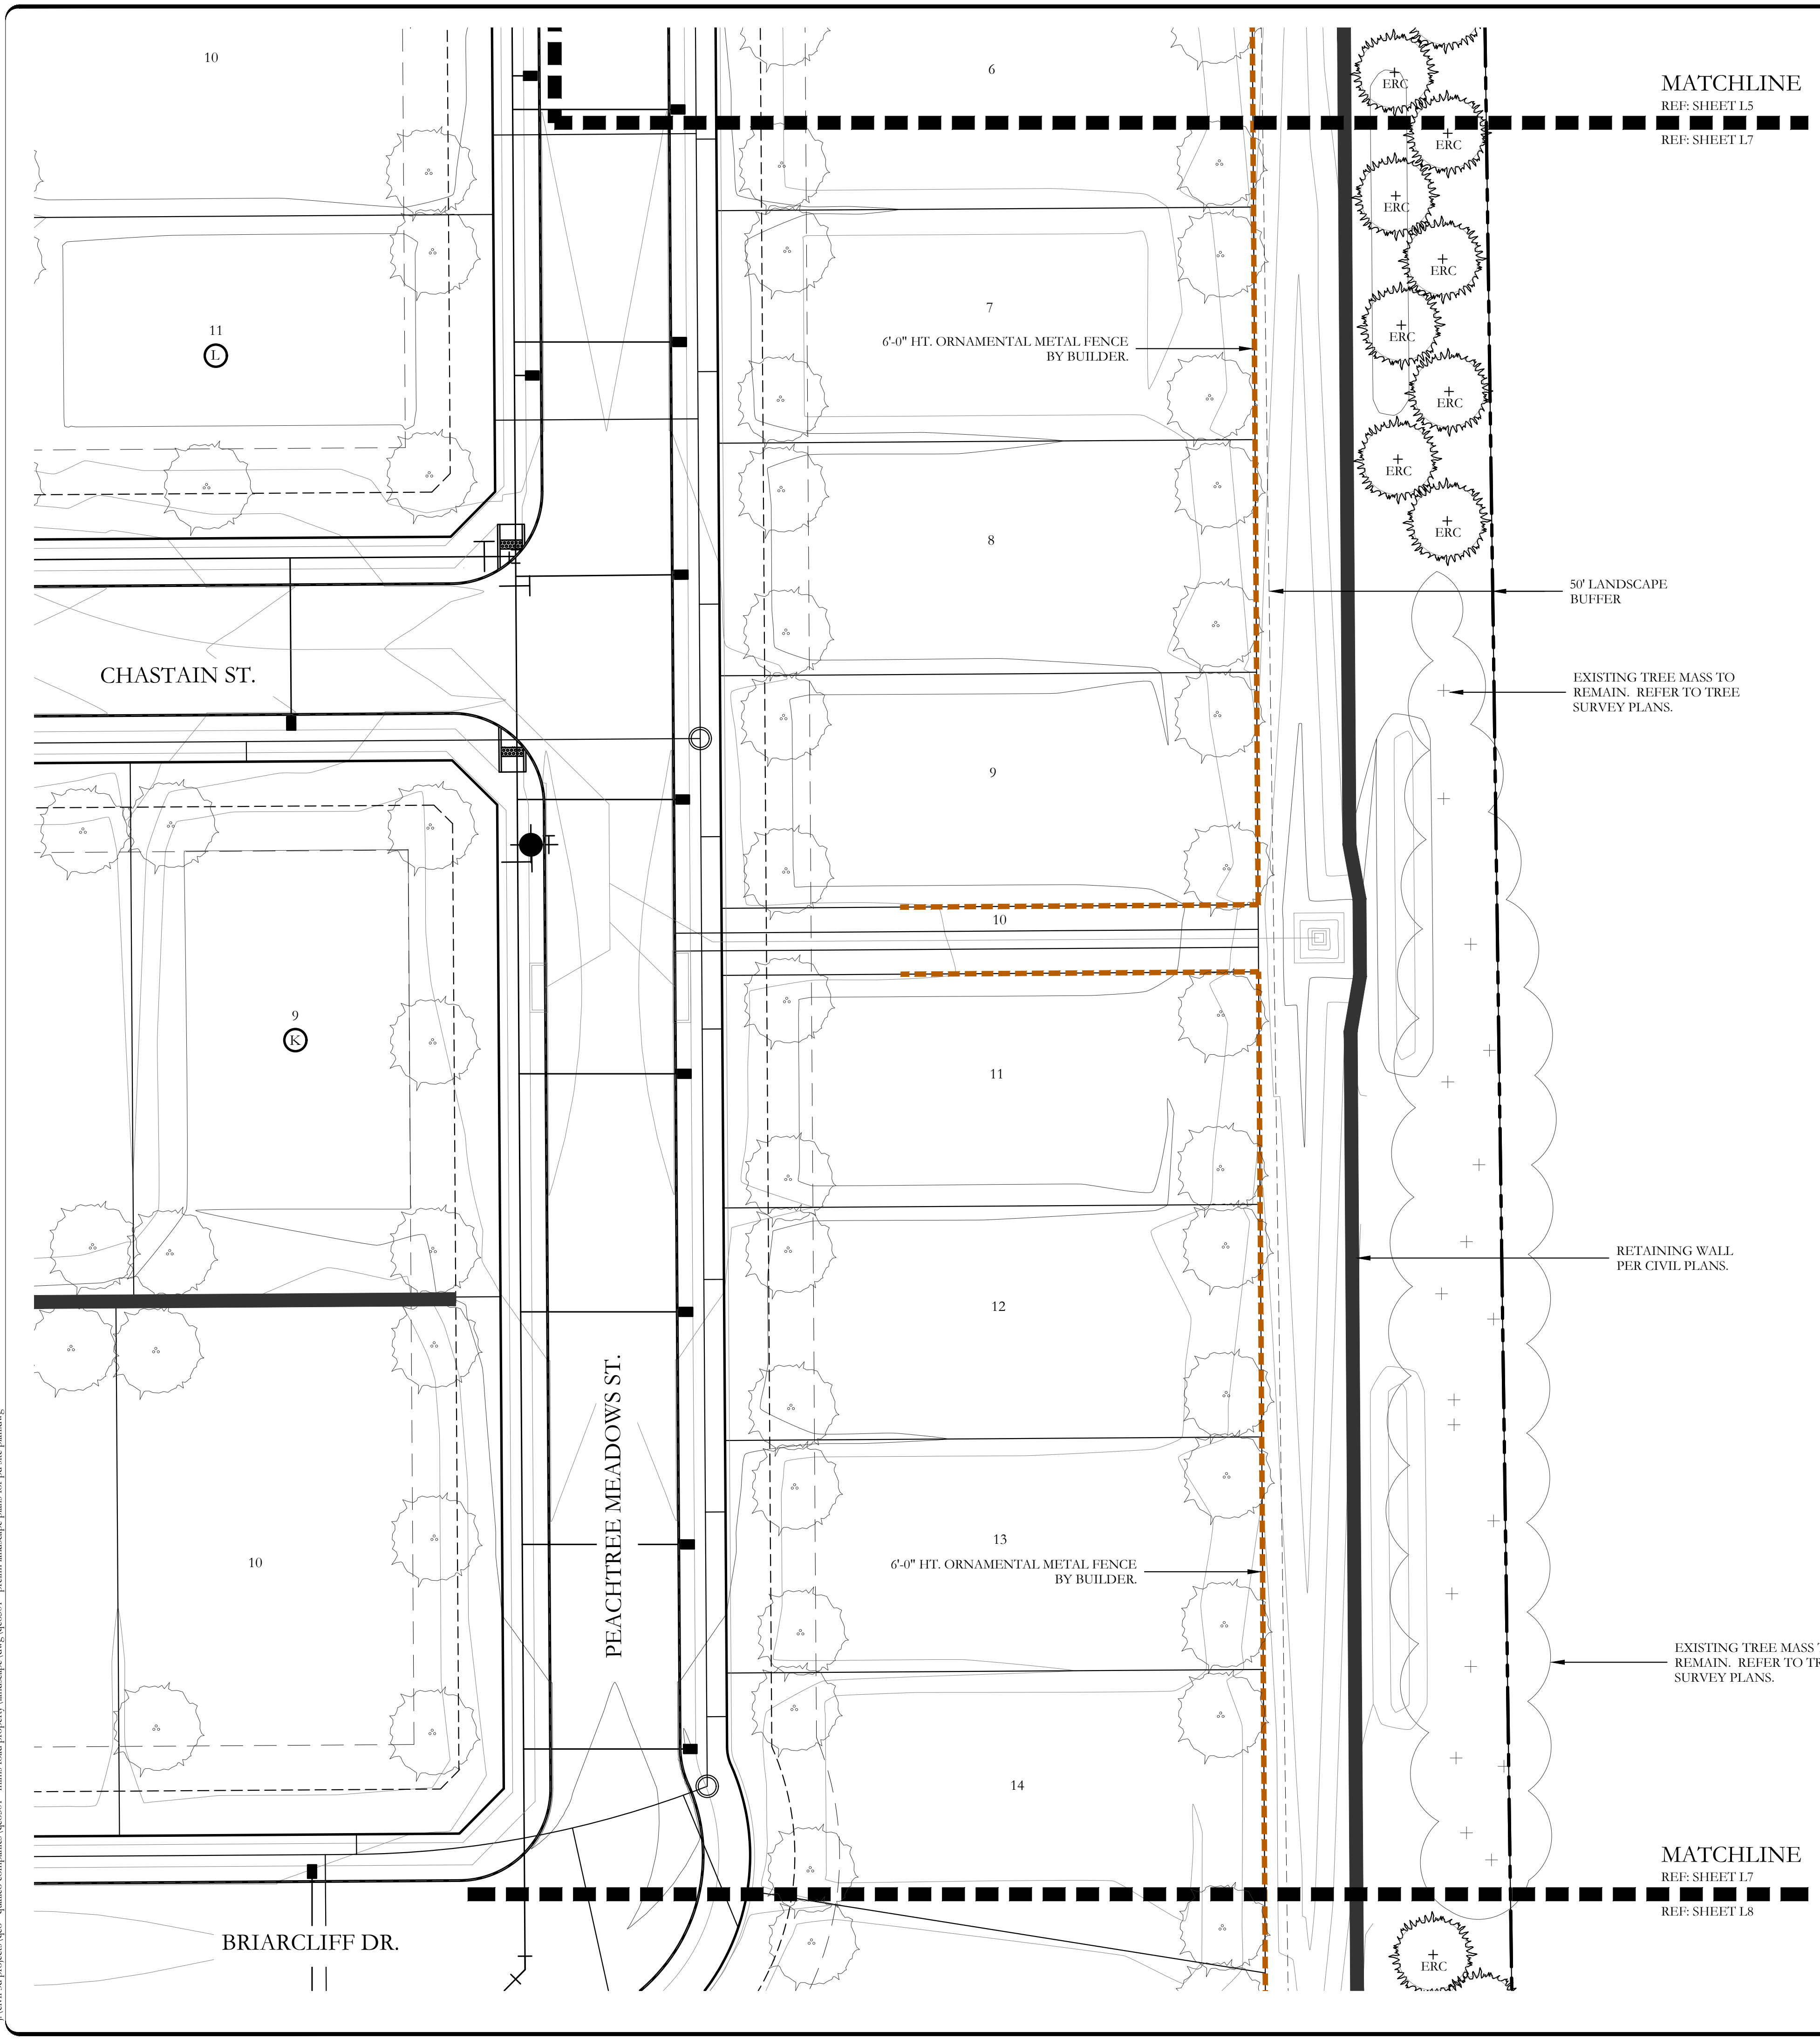 10
6
ERC
MATCHLINE
REF: SHEET L5
REF: SHEET L7
ERC
ERC
ERC
7
11
L
6'-0" HT. ORNAMENTAL METAL FENCE
BY BUILDER.
ERC
ERC
ERC
8
ERC
50' LANDSCAPE
BUFFER
CHASTAIN ST.
EXISTING TREE MASS TO
REMAIN. REFER TO TREE
SURVEY PLANS.
9
10
9
K
11
RETAINING WALL
PER CIVIL PLANS.
12
PEACHTREE MEADOWS ST.
13
10
6'-0" HT. ORNAMENTAL METAL FENCE
BY BUILDER.
EXISTING TREE MASS
REMAIN. REFER TO
SURVEY PLANS.
14
MATCHLINE
REF: SHEET L7
REF: SHEET L8
BRIARCLIFF DR.
ERC